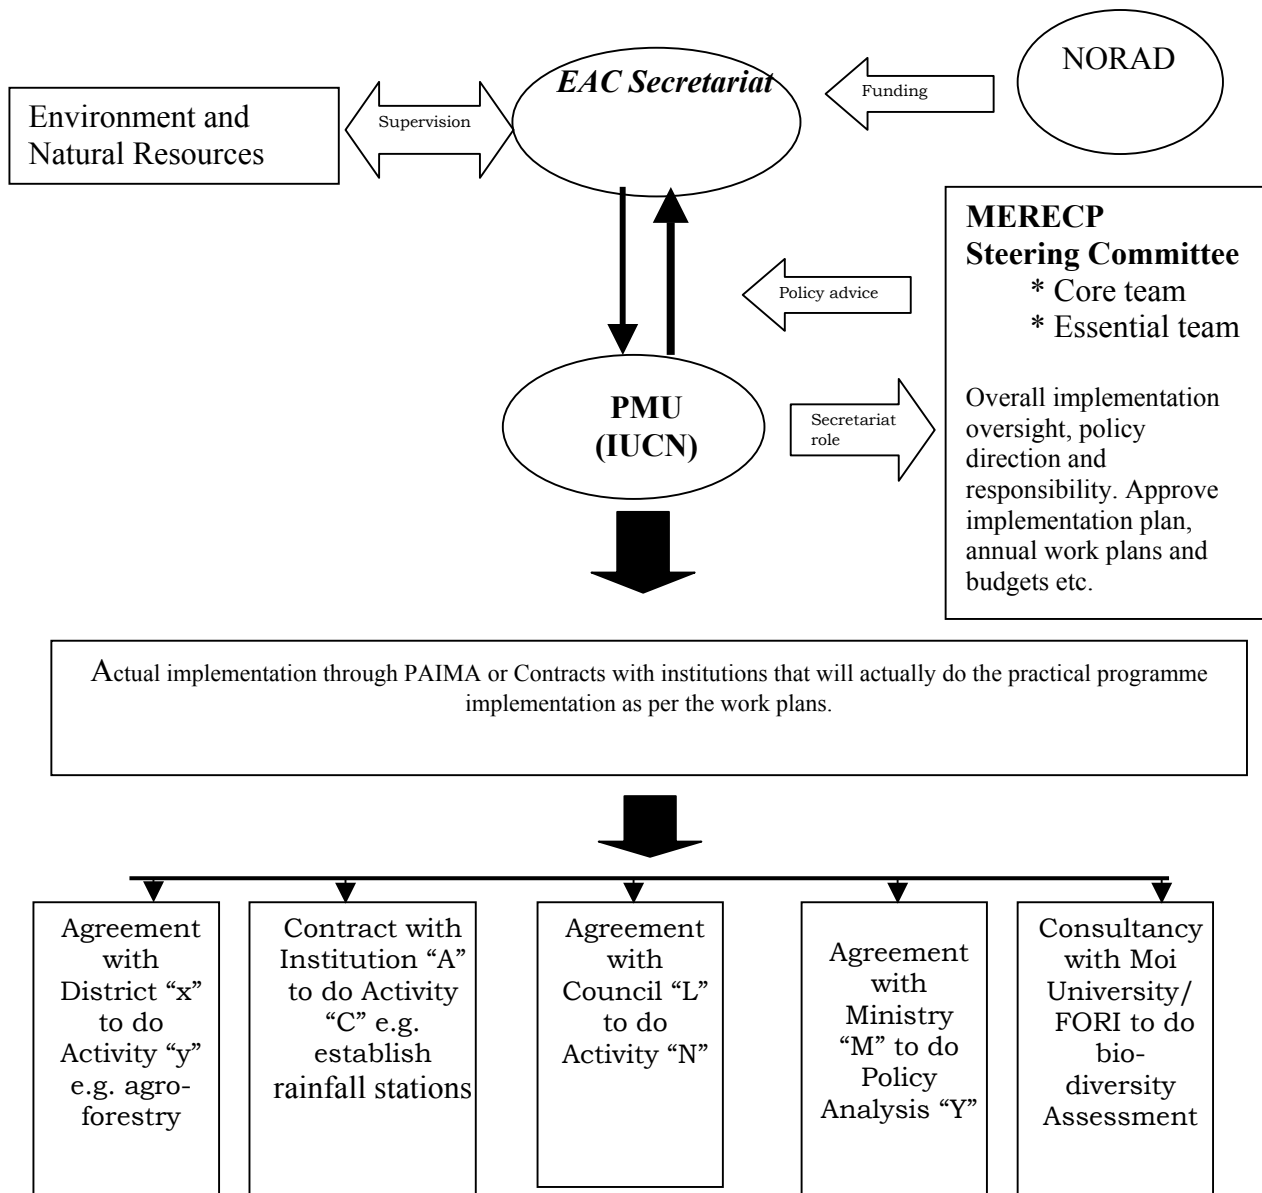 EAC Secretariat
NORAD
Funding
Environment and
Natural Resources
Supervision
MERECP
Steering Committee
* Core team
* Essential team
Policy advice
PMU
(IUCN)
Secretariat
role
Overall implementation
oversight, policy
direction and
responsibility. Approve
implementation plan,
annual work plans and
budgets etc.
Actual implementation through PAIMA or Contracts with institutions that will actually do the practical programme
implementation as per the work plans.
Agreement
with
District “x”
to do
Activity “y”
e.g. agro-
forestry
Contract with
Institution “A”
to do Activity
“C” e.g.
establish
rainfall stations
Agreement
with
Council “L”
to do
Activity “N”
Agreement
with
Ministry
“M” to do
Policy
Analysis “Y”
Consultancy
with Moi
University/
FORI to do
bio-
diversity
Assessment